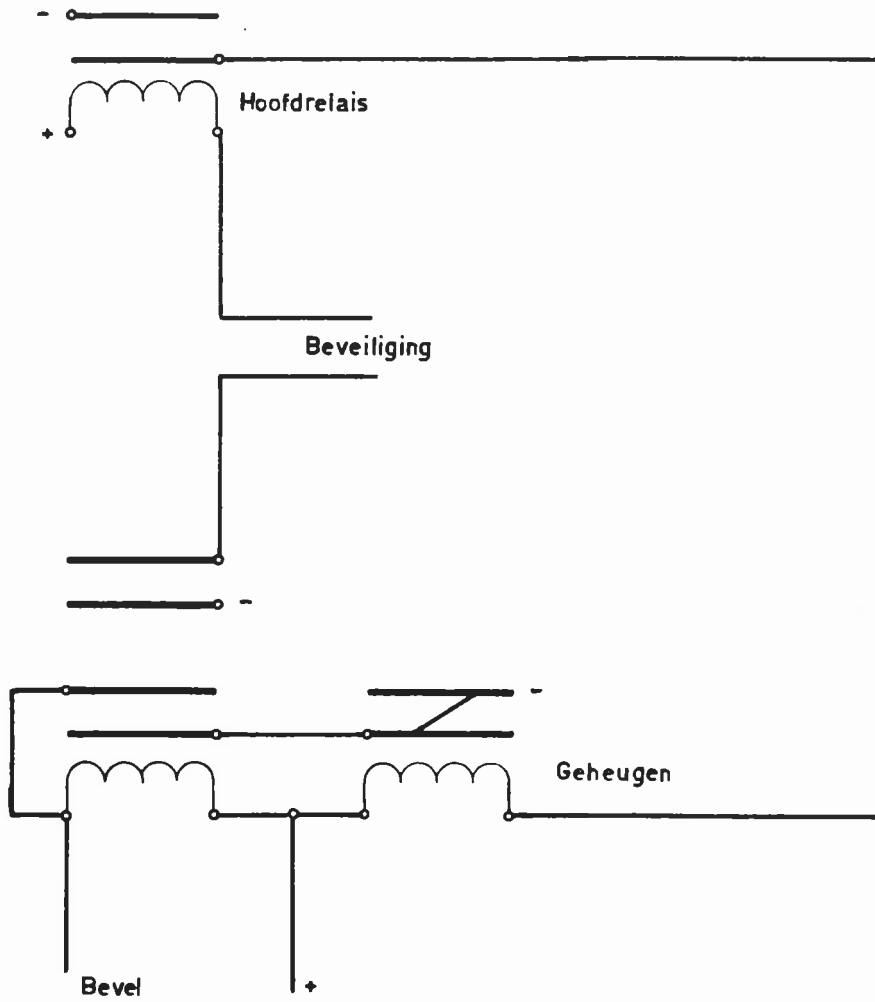 -
Hoofdrelais
+
Beveiliging
-
-
Geheugen
Bevel
+